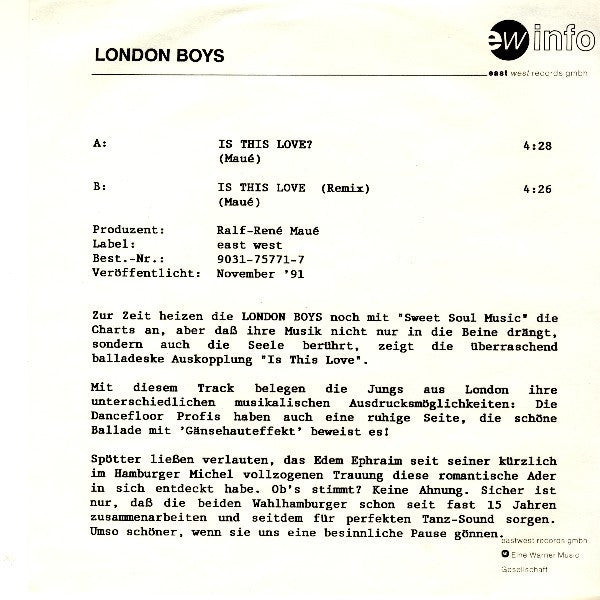 ew info
LONDON BOYS
east west records gmbh
A: IS THIS LOVE? 4:28
(Maué)
B: IS THIS LOVE (Remix) 4:26
(Maué)
Produzent: Ralf-René Maué
Label: east west
Best.-Nr.: 9031-75771-7
Veröffentlicht: November '91
Zur Zeit heizen die LONDON BOYS noch mit "Sweet Soul Music" die
Charts an, aber daß ihre Musik nicht nur in die Beine drängt,
sondern auch die Seele berührt, zeigt die überraschend
balladeske Auskopplung "Is This Love".
Mit diesem Track belegen die Jungs aus London ihre
unterschiedlichen musikalischen Ausdrucksmöglichkeiten: Die
Dancefloor Profis haben auch eine ruhige Seite, die schöne
Ballade mit 'Gänsehauteffekt' beweist es!
Spötter ließen verlauten, das Edem Ephraim seit seiner kürzlich
im Hamburger Michel vollzogenen Trauung diese romantische Ader
in sich entdeckt habe. Ob's stimmt? Keine Ahnung. Sicher ist
nur, daß die beiden Wahlhamburger schon seit fast 15 Jahren
zusammenarbeiten und seitdem für perfekten Tanz-Sound sorgen.
Umso schöner, wenn sie uns eine besinnliche Pause gönnen.
eastwest records gmbh
Eine Warner Music
Gesellschaft